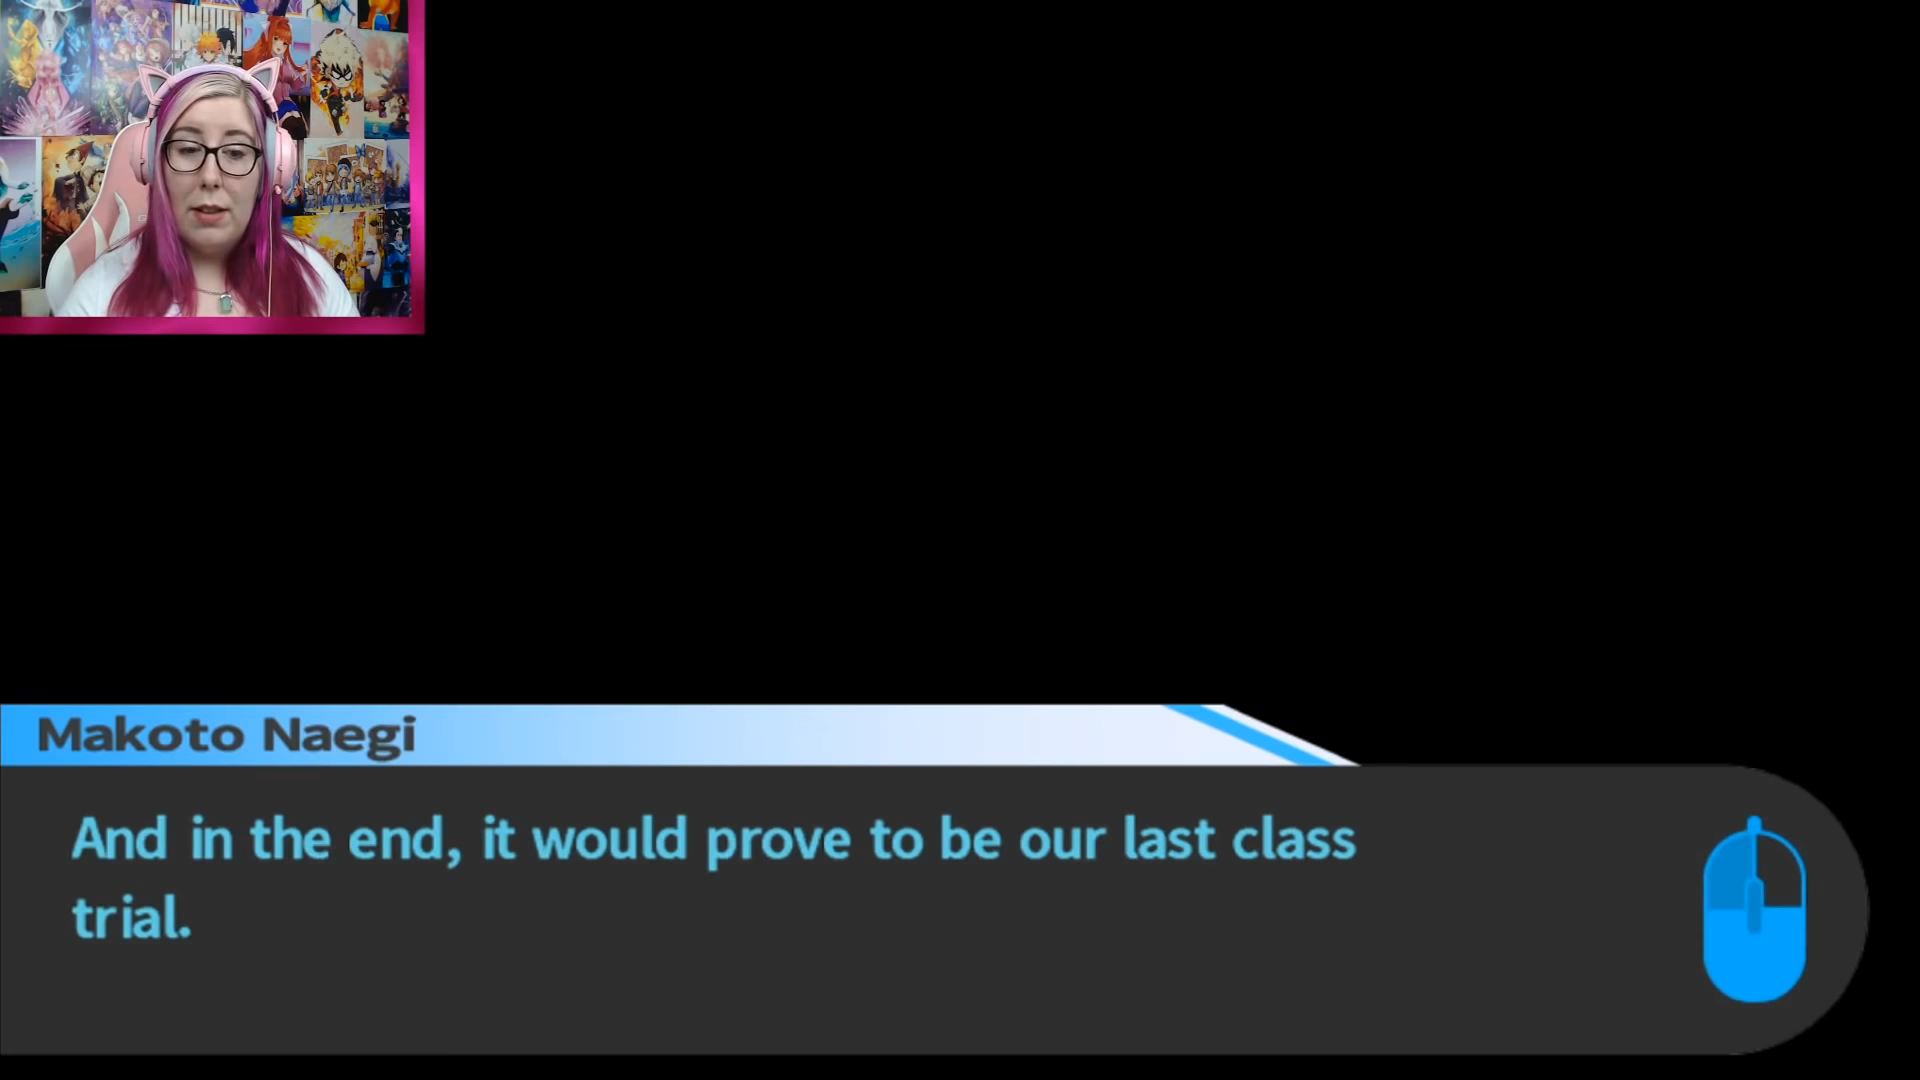 Makoto Naegi
And in the end, it would prove to be our last class
trial.